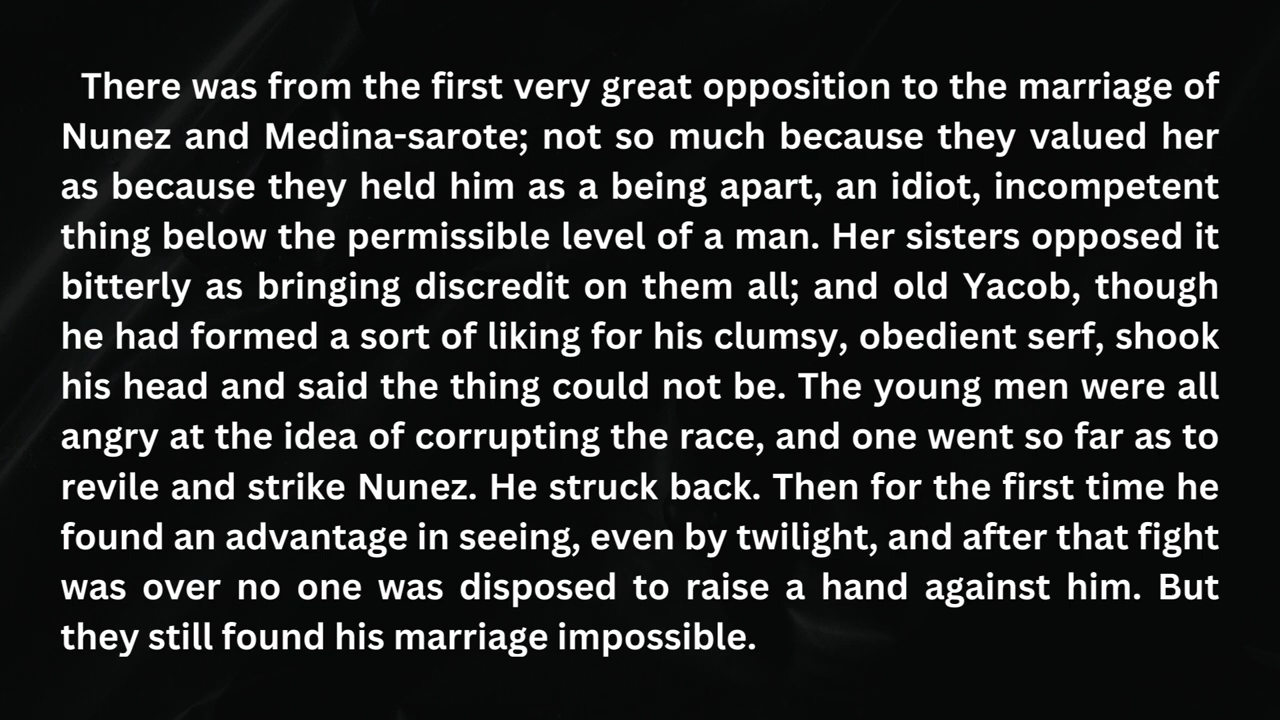 There was from the first very great opposition to the marriage of
Nunez and Medina-sarote; not so much because they valued her
as because they held him as a being apart, an idiot, incompetent
thing below the permissible level of a man. Her sisters opposed it
bitterly as bringing discredit on them all; and old Yacob, though
he had formed a sort of liking for his clumsy, obedient serf, shook
his head and said the thing could not be. The young men were all
angry at the idea of corrupting the race, and one went so far as to
revile and strike Nunez. He struck back. Then for the first time he
found an advantage in seeing, even by twilight, and after that fight
was over no one was disposed to raise a hand against him. But
they still found his marriage impossible.